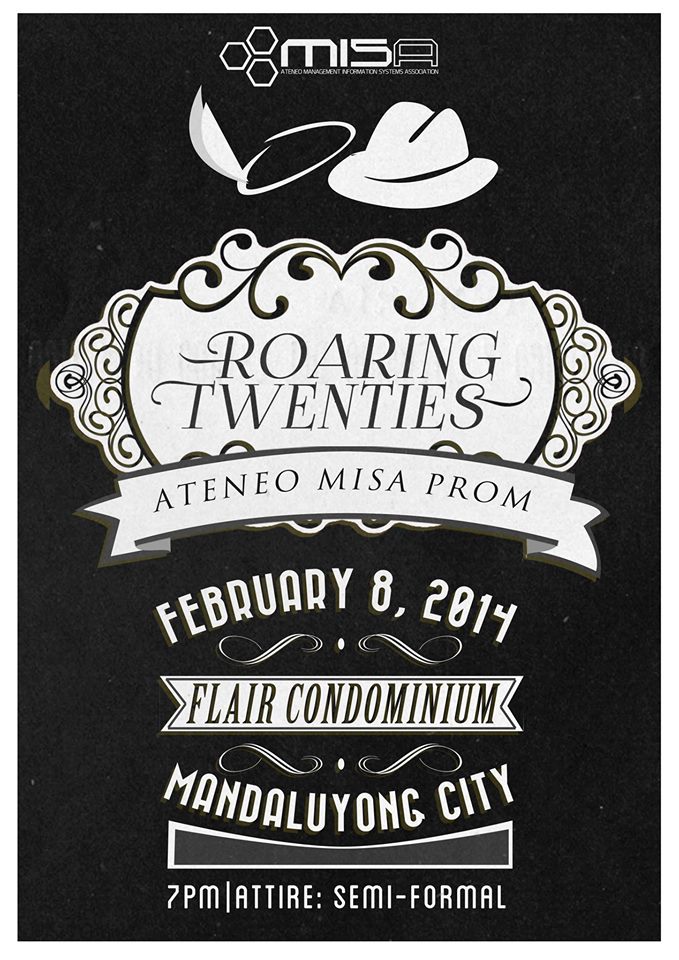 MISA
ATENEO MANAGEMENT INFORMATION SYSTEMS ASSOCIATION
ROARING
TWENTIES
ATENEO MISA PROM
FEBRUARY 8, 2014
FLAIR CONDOMINIUM
MANDALUYONG CITY
7PM|ATTIRE: SEMI-FORMAL